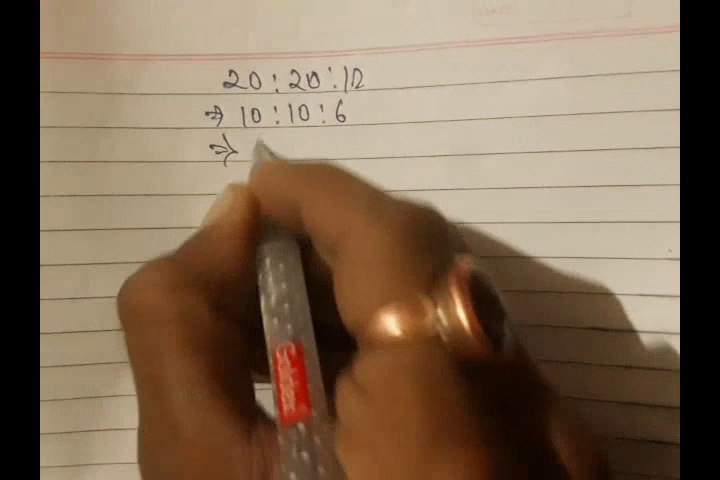 20 : 20 : 12
⇒ 10 : 10 : 6
⇒